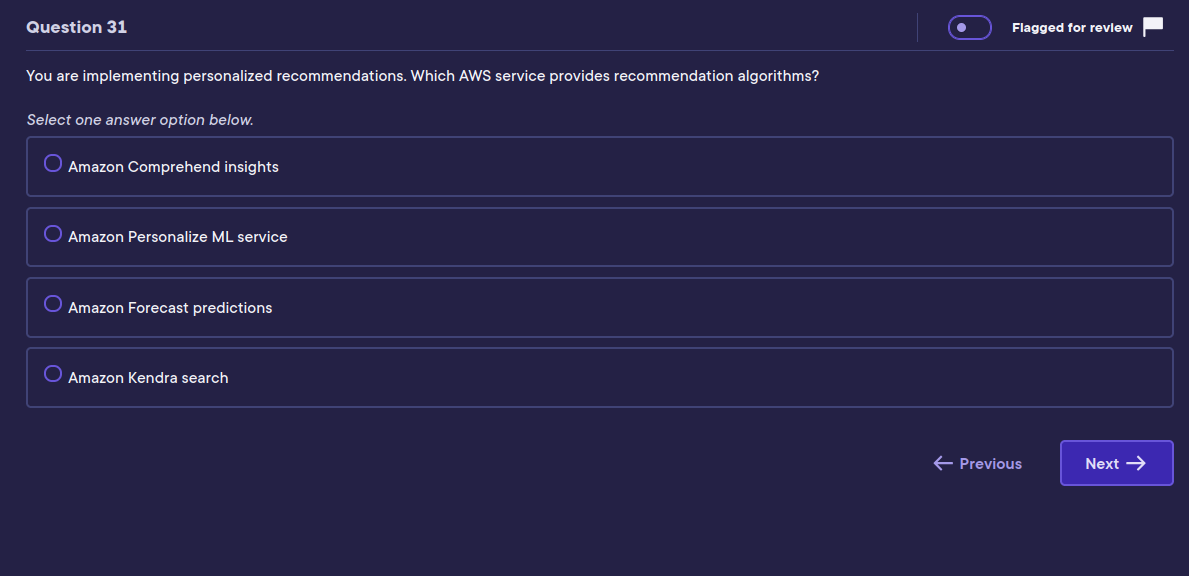 Question 31
Flagged for review
You are implementing personalized recommendations. Which AWS service provides recommendation algorithms?
Select one answer option below.
Amazon Comprehend insights
Amazon Personalize ML service
Amazon Forecast predictions
Amazon Kendra search
Previous
Next